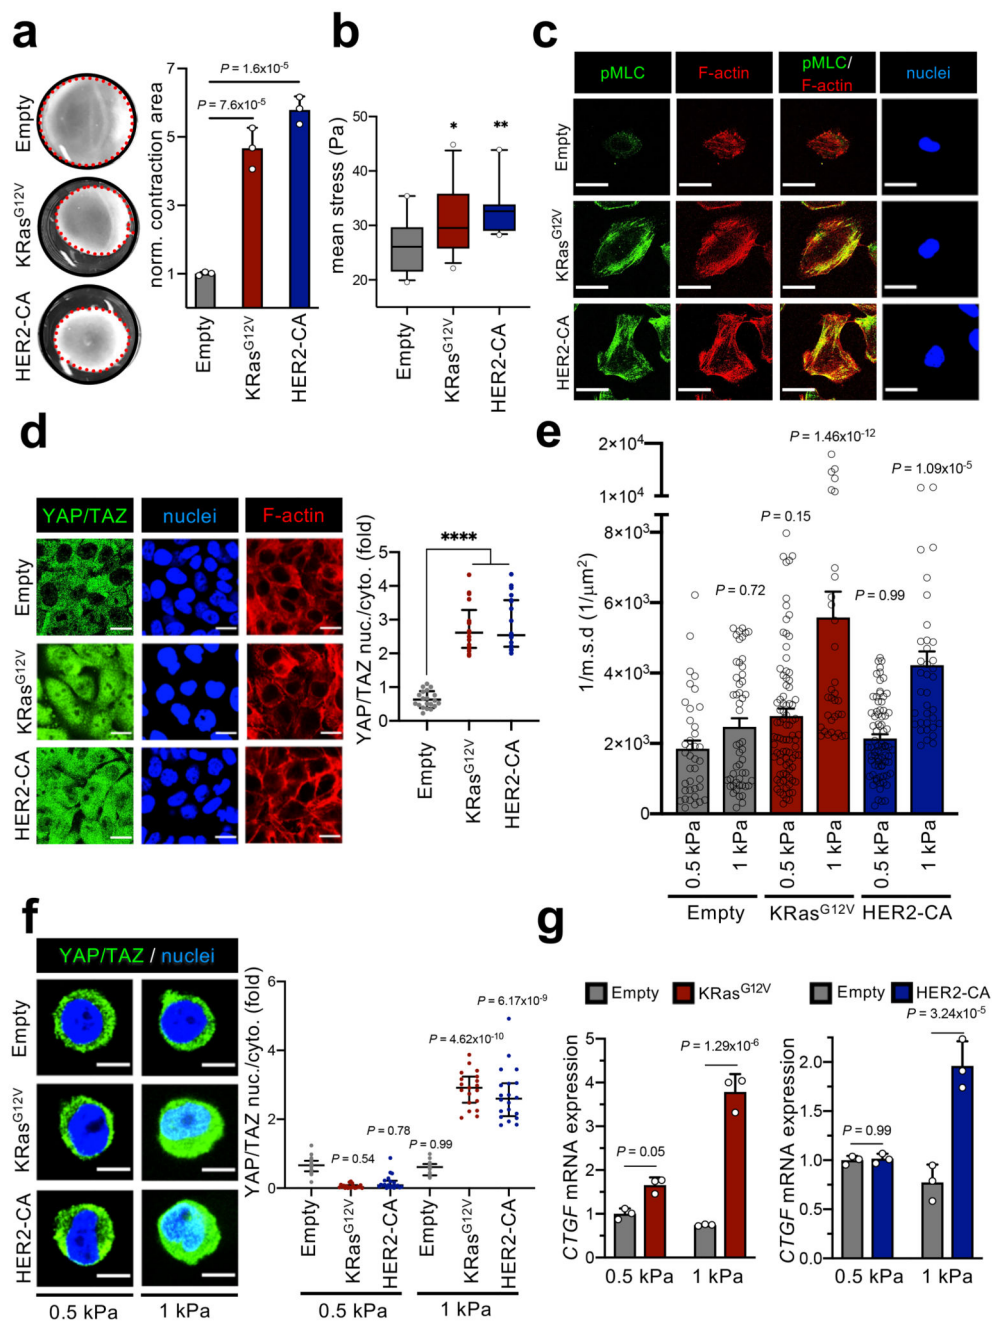 a
Empty
KRasG12V
HER2-CA
norm. contraction area
7
5
3
1
P = 1.6x10-5
P = 7.6x10-5
Empty
KRasG12V
HER2-CA
b
mean stress (Pa)
50
40
30
20
*
**
Empty
KRasG12V
HER2-CA
c
pMLC
F-actin
pMLC/
F-actin
nuclei
Empty
KRasG12V
HER2-CA
d
YAP/TAZ
nuclei
F-actin
Empty
KRasG12V
HER2-CA
YAP/TAZ nuc./cyto. (fold)
5
4
3
2
1
0
****
Empty
KRasG12V
HER2-CA
e
1/m.s.d (1/μm2)
2×104
1×104
8×103
6×103
4×103
2×103
0
P = 0.72
P = 0.15
P = 1.46x10-12
P = 0.99
P = 1.09x10-5
0.5 kPa
1 kPa
0.5 kPa
1 kPa
0.5 kPa
1 kPa
Empty
KRasG12V
HER2-CA
f
YAP/TAZ / nuclei
Empty
KRasG12V
HER2-CA
0.5 kPa
1 kPa
YAP/TAZ nuc./cyto. (fold)
6
4
2
0
P = 0.54
P = 0.78
P = 0.99
P = 4.62x10-10
P = 6.17x10-9
Empty
KRasG12V
HER2-CA
Empty
KRasG12V
HER2-CA
0.5 kPa
1 kPa
g
Empty
KRasG12V
CTGF mRNA expression
5
4
3
2
1
0
P = 0.05
P = 1.29x10-6
0.5 kPa
1 kPa
Empty
HER2-CA
CTGF mRNA expression
2.0
1.5
1.0
0.5
0.0
P = 0.99
P = 3.24x10-5
0.5 kPa
1 kPa